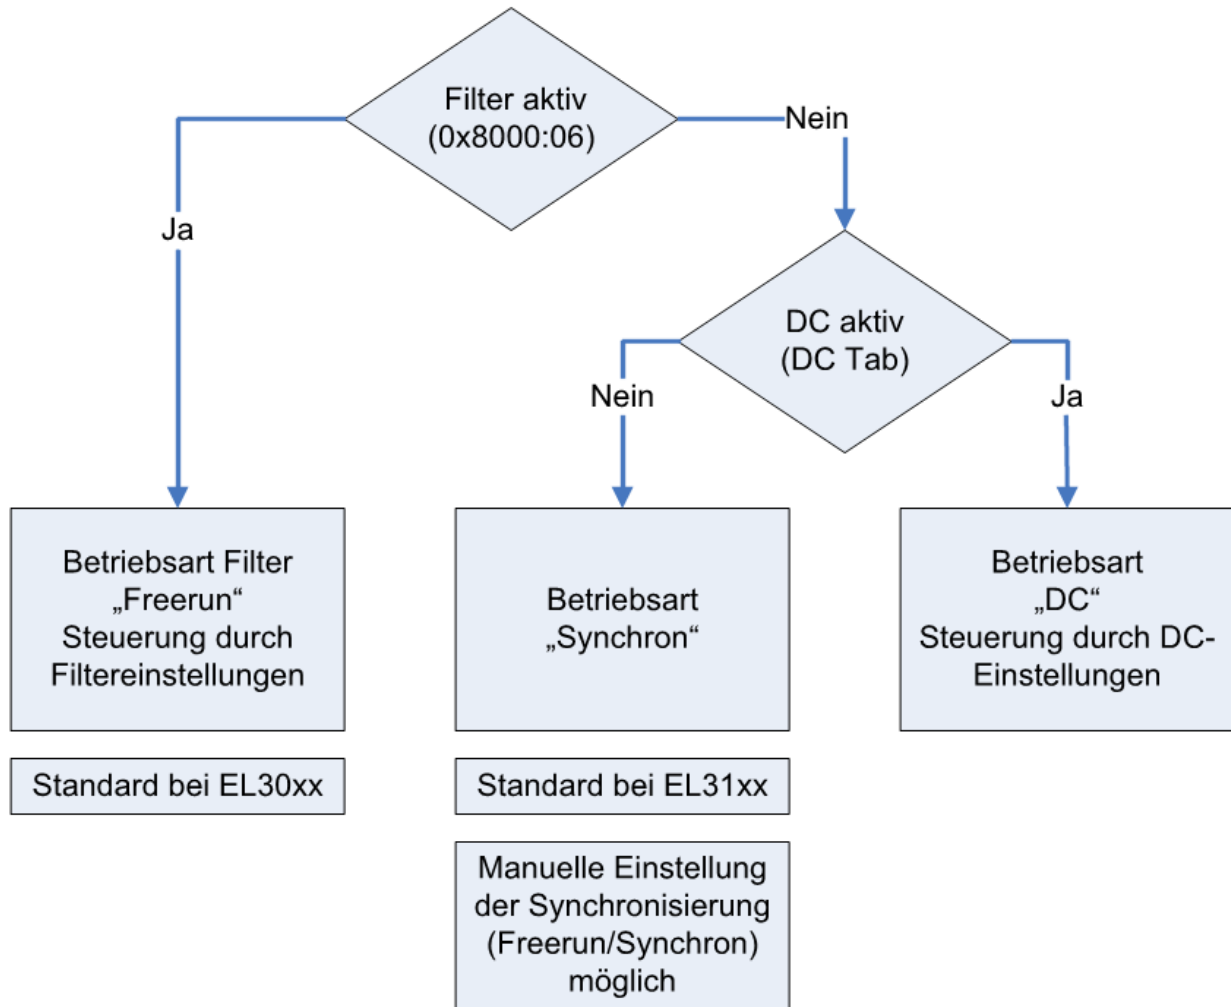 Filter aktiv
(0x8000:06)
Nein
Ja
DC aktiv
(DC Tab)
Nein
Ja
Betriebsart Filter
„Freerun“
Steuerung durch
Filtereinstellungen
Betriebsart
„Synchron“
Betriebsart
„DC“
Steuerung durch DC-
Einstellungen
Standard bei EL30xx
Standard bei EL31xx
Manuelle Einstellung
der Synchronisierung
(Freerun/Synchron)
möglich